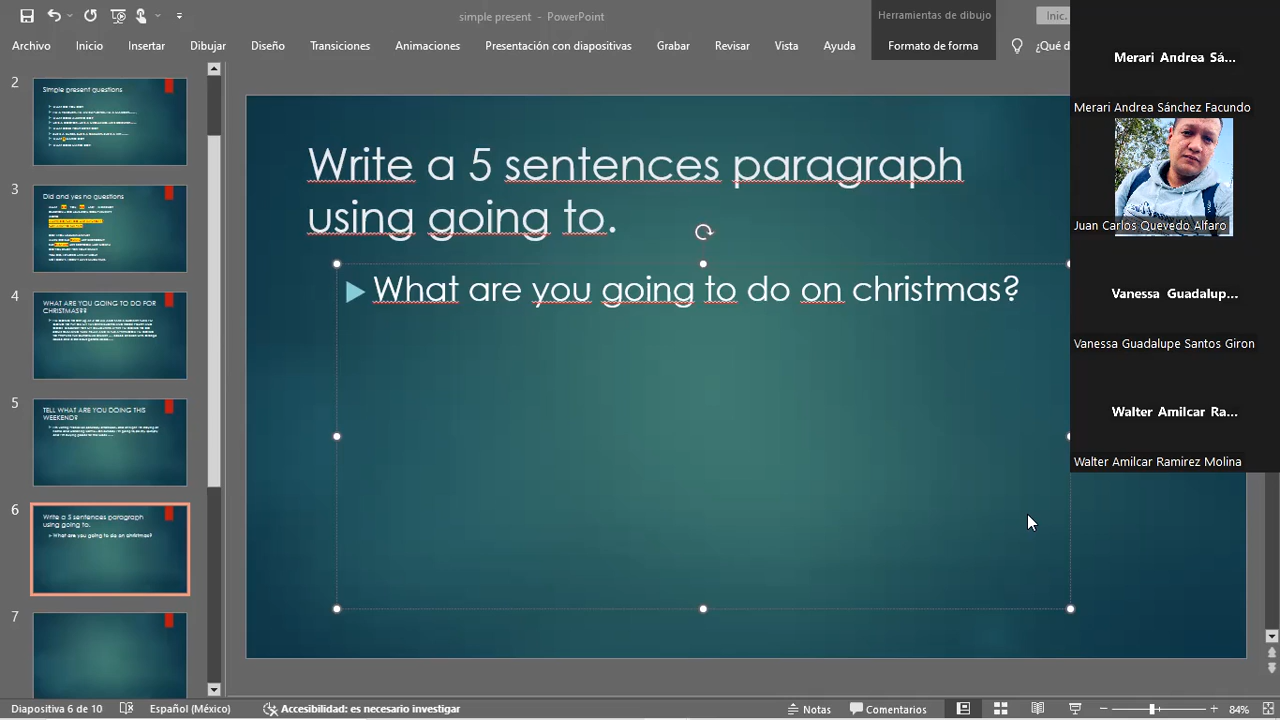 simple present - PowerPoint
Herramientas de dibujo
Inic.
Archivo Inicio Insertar Dibujar Diseño Transiciones Animaciones Presentación con diapositivas Grabar Revisar Vista Ayuda Formato de forma ¿Qué d
Merari Andrea Sá...
Merari Andrea Sánchez Facundo
Juan Carlos Quevedo Alfaro
Vanessa Guadalup...
Vanessa Guadalupe Santos Giron
Walter Amilcar Ra...
Walter Amilcar Ramirez Molina
2
Simple present questions
3
Did and yes no questions
4
WHAT ARE YOU GOING TO DO FOR
CHRISTMAS??
5
TELL WHAT ARE YOU DOING THIS
WEEKEND?
6
Write a 5 sentences paragraph
using going to.
What are you going to do on christmas?
7
Write a 5 sentences paragraph
using going to.
What are you going to do on christmas?
Diapositiva 6 de 10 Español (México) Accesibilidad: es necesario investigar Notas Comentarios 84%